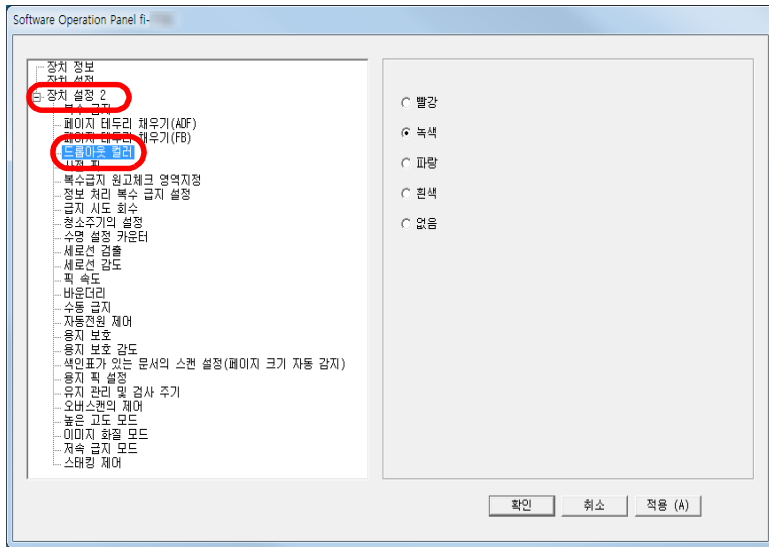 Software Operation Panel fi-
장치 정보
장치 설정
장치 설정 2
복수 급지
페이지 테두리 채우기(ADF)
페이지 테두리 채우기(FB)
드롭아웃 컬러
사전 픽
복수급지 원고체크 영역지정
정보 처리 복수 급지 설정
급지 시도 회수
청소주기의 설정
수명 설정 카운터
세로선 검출
세로선 감도
픽 속도
바운더리
수동 급지
자동전원 제어
용지 보호
용지 보호 감도
색인표가 있는 문서의 스캔 설정(페이지 크기 자동 감지)
용지 픽 설정
유지 관리 및 검사 주기
오버스캔의 제어
높은 고도 모드
이미지 화질 모드
저속 급지 모드
스태킹 제어
빨강
녹색
파랑
흰색
없음
확인
취소
적용 (A)